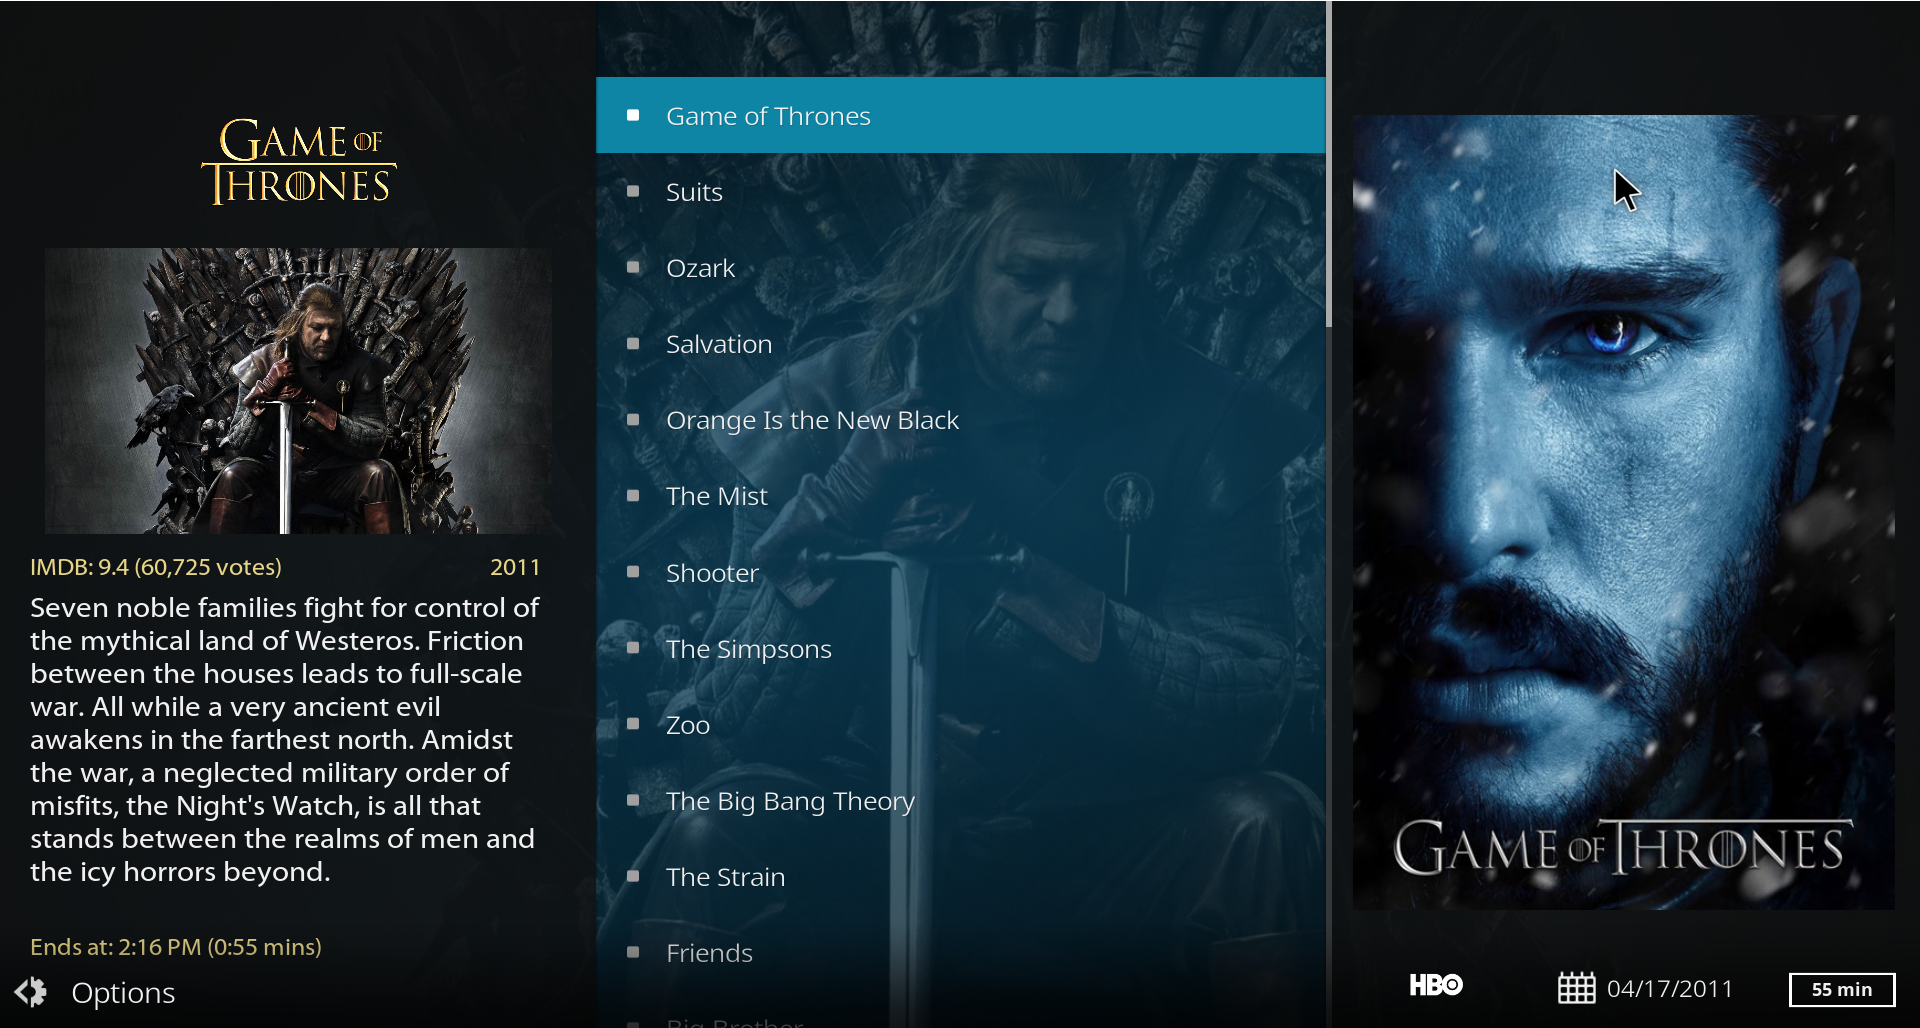 GAME OF
THRONES
IMDB: 9.4 (60,725 votes)
2011
Seven noble families fight for control of
the mythical land of Westeros. Friction
between the houses leads to full-scale
war. All while a very ancient evil
awakens in the farthest north. Amidst
the war, a neglected military order of
misfits, the Night's Watch, is all that
stands between the realms of men and
the icy horrors beyond.
Ends at: 2:16 PM (0:55 mins)
Options
Game of Thrones
Suits
Ozark
Salvation
Orange Is the New Black
The Mist
Shooter
The Simpsons
Zoo
The Big Bang Theory
The Strain
Friends
Big Brother
GAME OF THRONES
HBO
04/17/2011
55 min